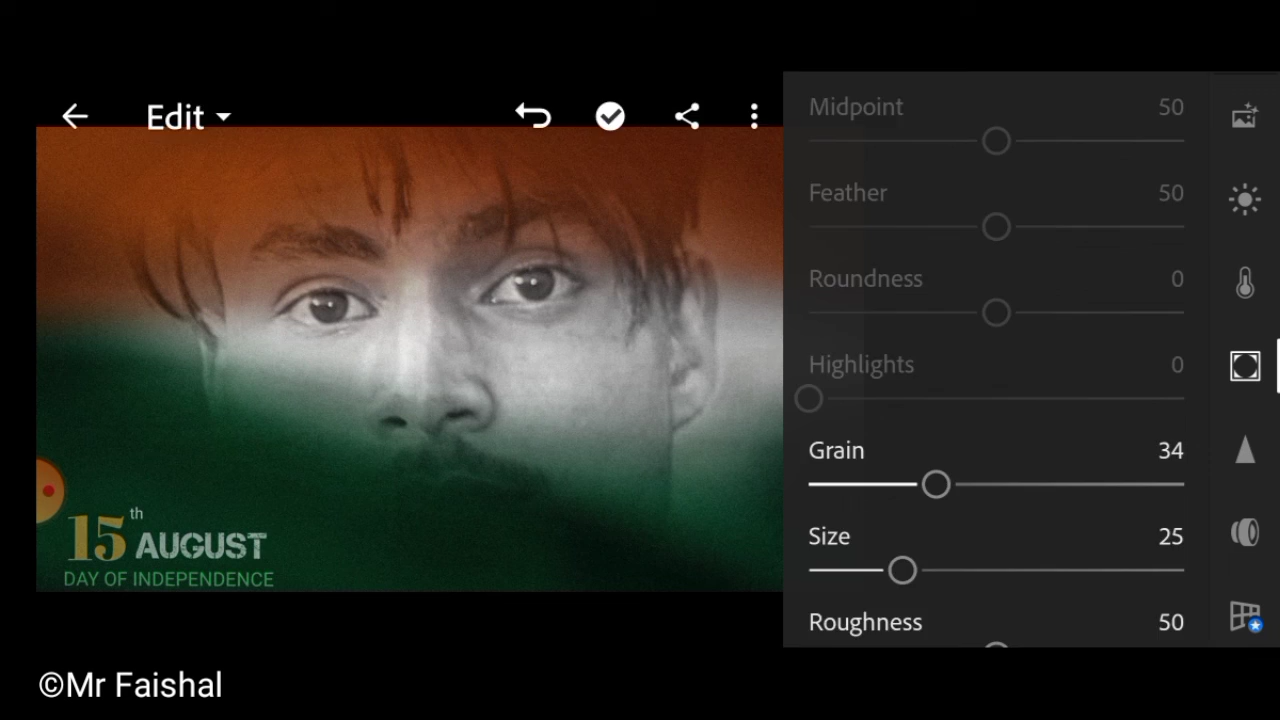 Edit
Midpoint 50
Feather 50
Roundness 0
Highlights 0
Grain 34
Size 25
Roughness 50
15th AUGUST
DAY OF INDEPENDENCE
©Mr Faishal